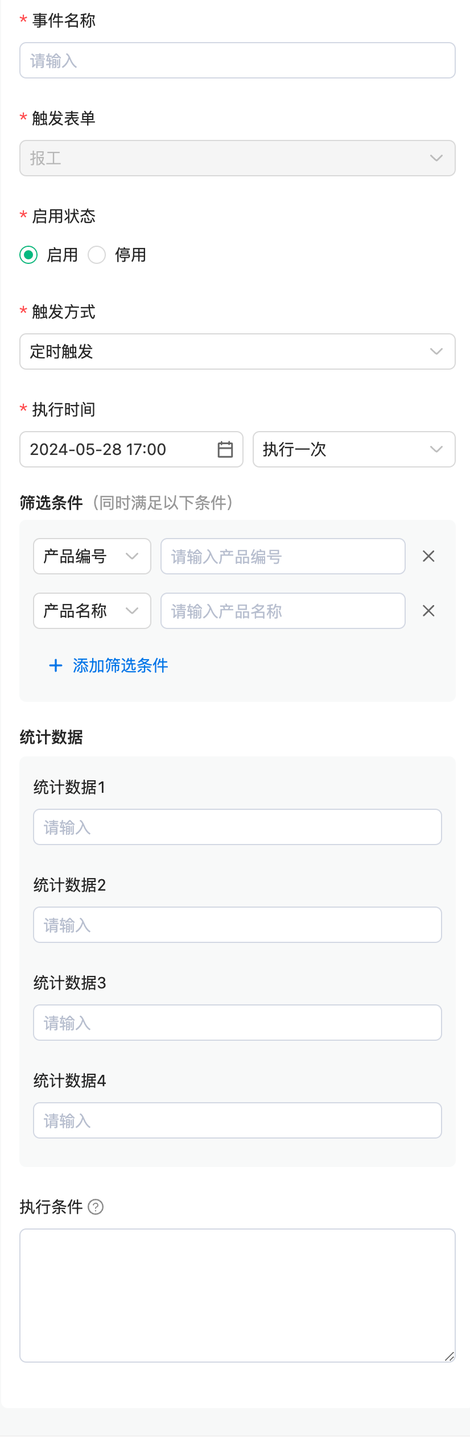 * 事件名称
请输入
* 触发表单
报工
* 启用状态
启用 停用
* 触发方式
定时触发
* 执行时间
2024-05-28 17:00 执行一次
筛选条件（同时满足以下条件）
产品编号 请输入产品编号
产品名称 请输入产品名称
+ 添加筛选条件
统计数据
统计数据1
请输入
统计数据2
请输入
统计数据3
请输入
统计数据4
请输入
执行条件 ?